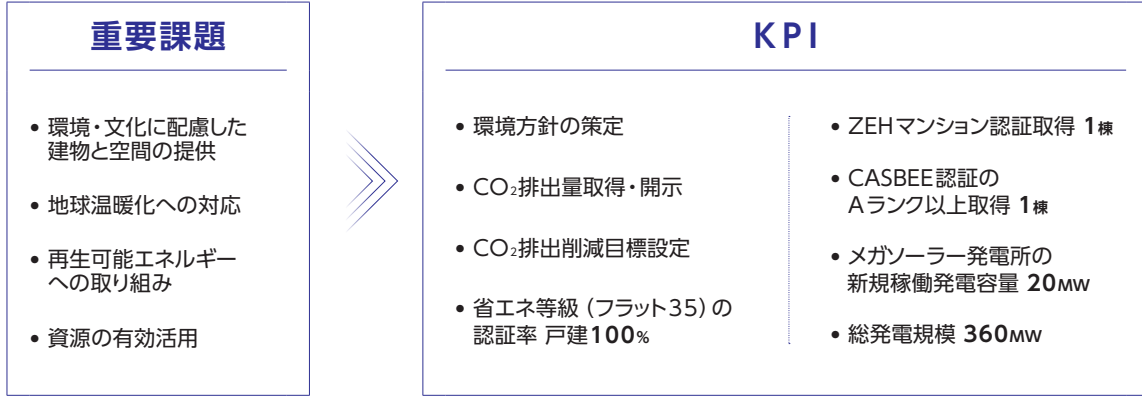 重要課題
• 環境・文化に配慮した
建物と空間の提供
• 地球温暖化への対応
• 再生可能エネルギー
への取り組み
• 資源の有効活用
KPI
• 環境方針の策定
• CO₂排出量取得・開示
• CO₂排出削減目標設定
• 省エネ等級（フラット35）の
認証率 戸建100%
• ZEHマンション認証取得 1棟
• CASBEE認証の
Aランク以上取得 1棟
• メガソーラー発電所の
新規稼働発電容量 20MW
• 総発電規模 360MW